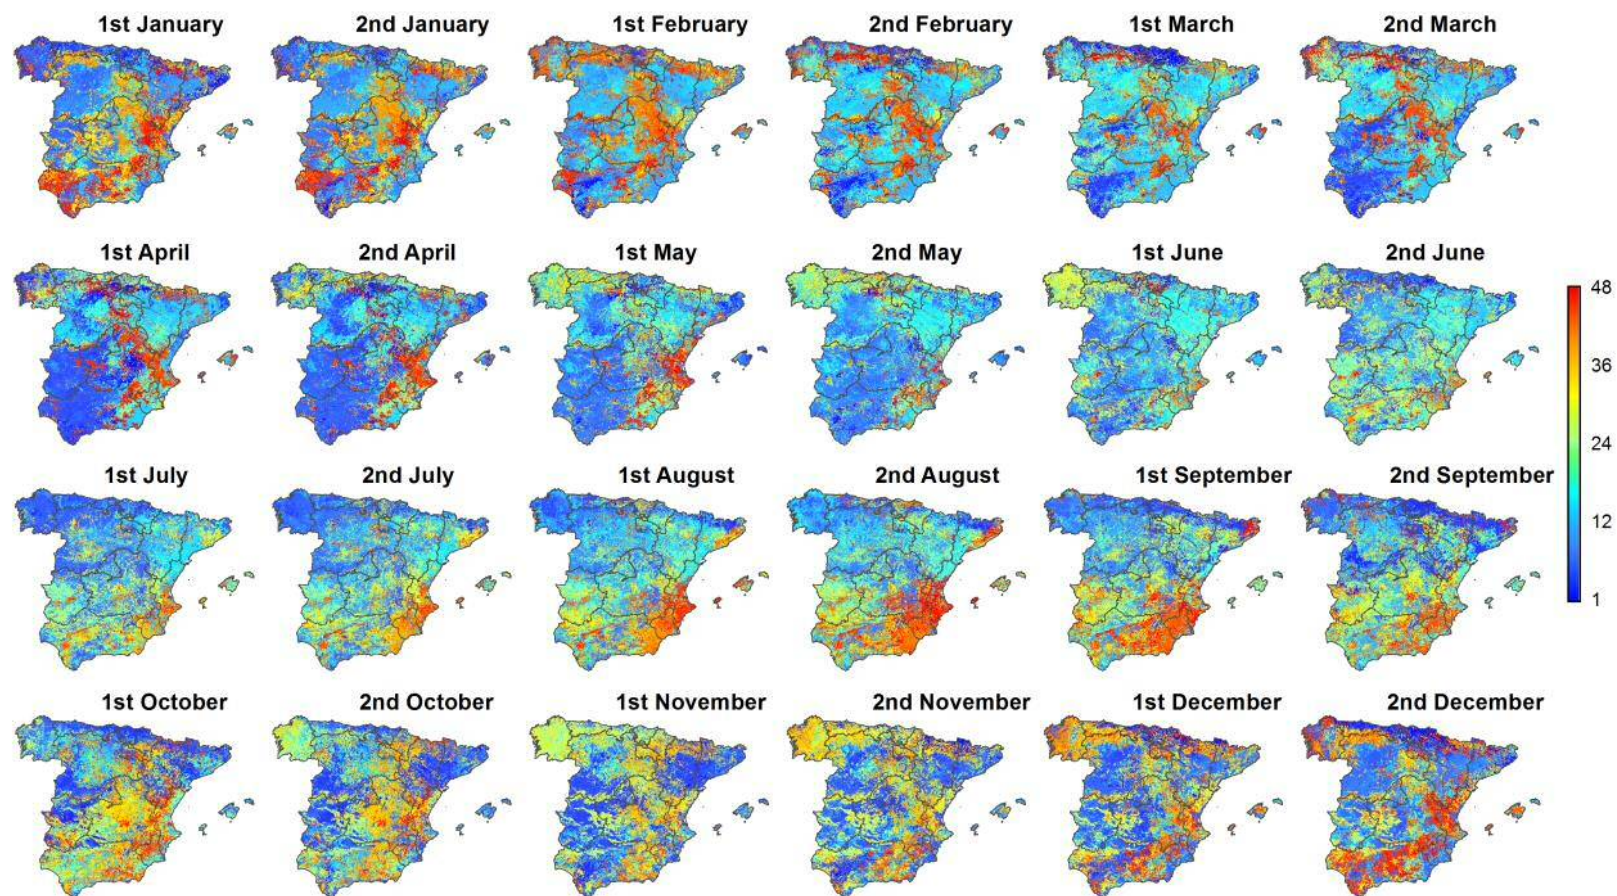 1st January 2nd January 1st February 2nd February 1st March 2nd March
1st April 2nd April 1st May 2nd May 1st June 2nd June
48
36
24
12
1
1st July 2nd July 1st August 2nd August 1st September 2nd September
1st October 2nd October 1st November 2nd November 1st December 2nd December